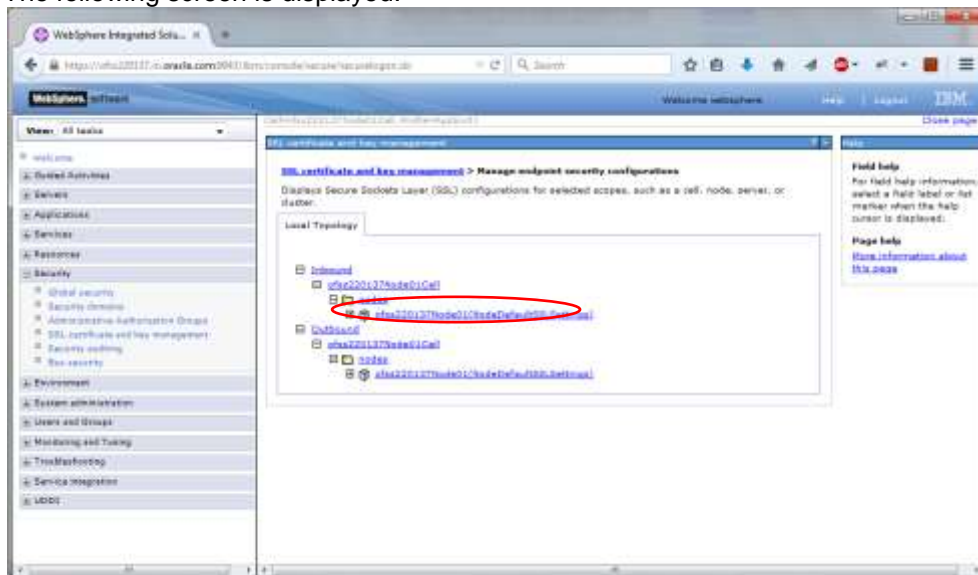 The following screen is displayed.
WebSphere Integrated Solu...
Search
WebSphere. software
Welcome websphere
Help | Logout
IBM.
Close page
View: All tasks
Welcome
Guided Activities
Servers
Applications
Services
Resources
Security
Global security
Security domains
Administrative Authorization Groups
SSL certificate and key management
Security auditing
Bus security
Environment
System administration
Users and Groups
Monitoring and Tuning
Troubleshooting
Service integration
UDDI
SSL certificate and key management
SSL certificate and key management > Manage endpoint security configurations
Displays Secure Sockets Layer (SSL) configurations for selected scopes, such as a cell, node, server, or
cluster.
Local Topology
Inbound
ofss220137Node01Cell
nodes
ofss220137Node01(NodeDefaultSSLSettings)
Outbound
ofss220137Node01Cell
nodes
ofss220137Node01(NodeDefaultSSLSettings)
Help
Field help
For field help information,
select a field label or list
marker when the help
cursor is displayed.
Page help
More information about
this page